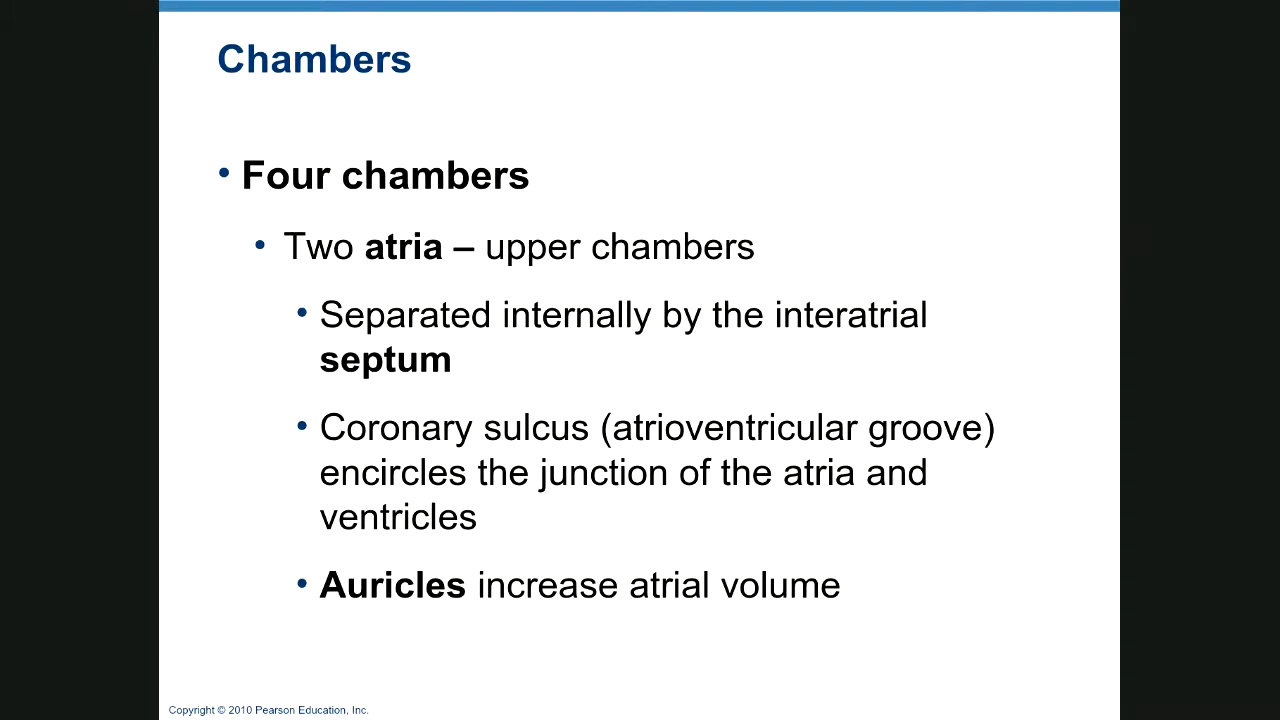 Chambers
• Four chambers
• Two atria – upper chambers
• Separated internally by the interatrial
septum
• Coronary sulcus (atrioventricular groove)
encircles the junction of the atria and
ventricles
• Auricles increase atrial volume
Copyright © 2010 Pearson Education, Inc.